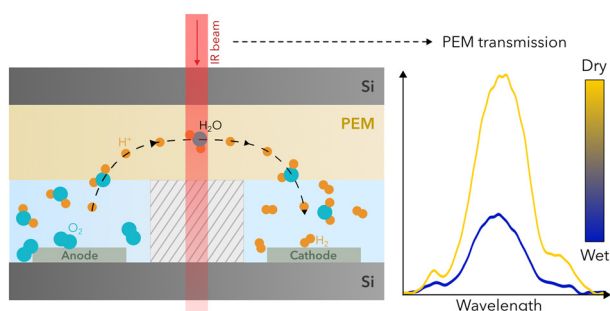 IR beam
PEM transmission
Si
PEM
H⁺
H₂O
O₂
H₂
Anode
Cathode
Si
Dry
Wet
Wavelength